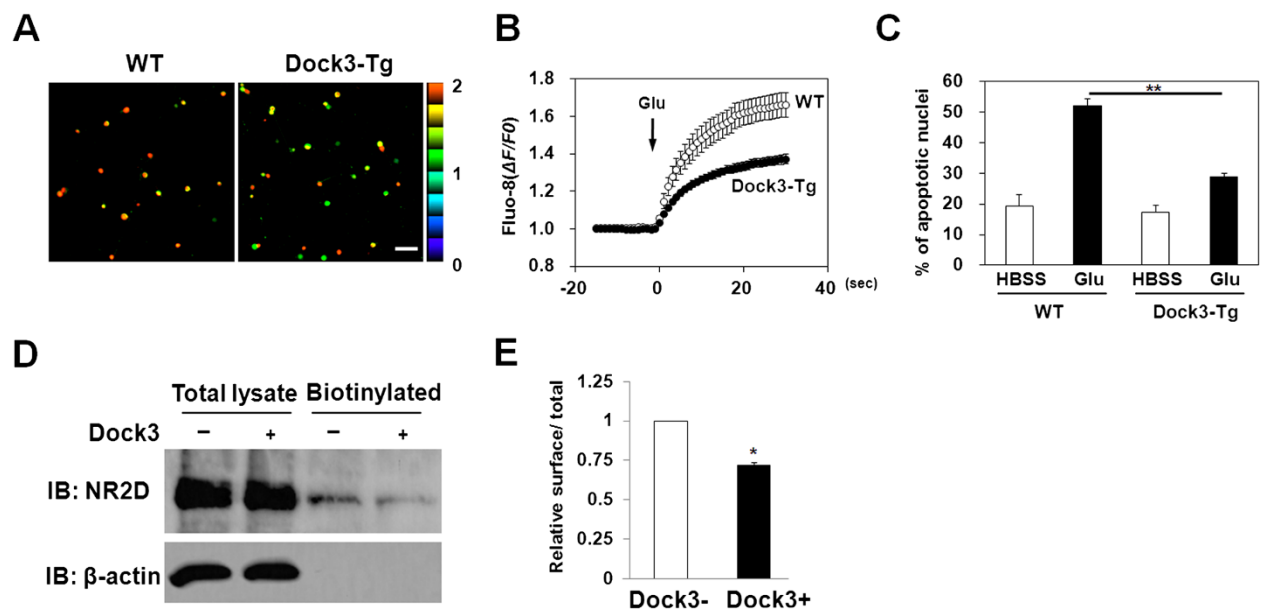 A
WT
Dock3-Tg
2
1
0
B
Fluo-8(ΔF/F0)
1.8
1.6
1.4
1.2
1.0
0.8
Glu
WT
Dock3-Tg
-20
0
20
40
(sec)
C
% of apoptotic nuclei
60
50
40
30
20
10
0
**
HBSS
Glu
HBSS
Glu
WT
Dock3-Tg
D
Total lysate
Biotinylated
Dock3
− + − +
IB: NR2D
IB: β-actin
E
Relative surface/ total
1.25
1
0.75
0.5
0.25
0
*
Dock3-
Dock3+